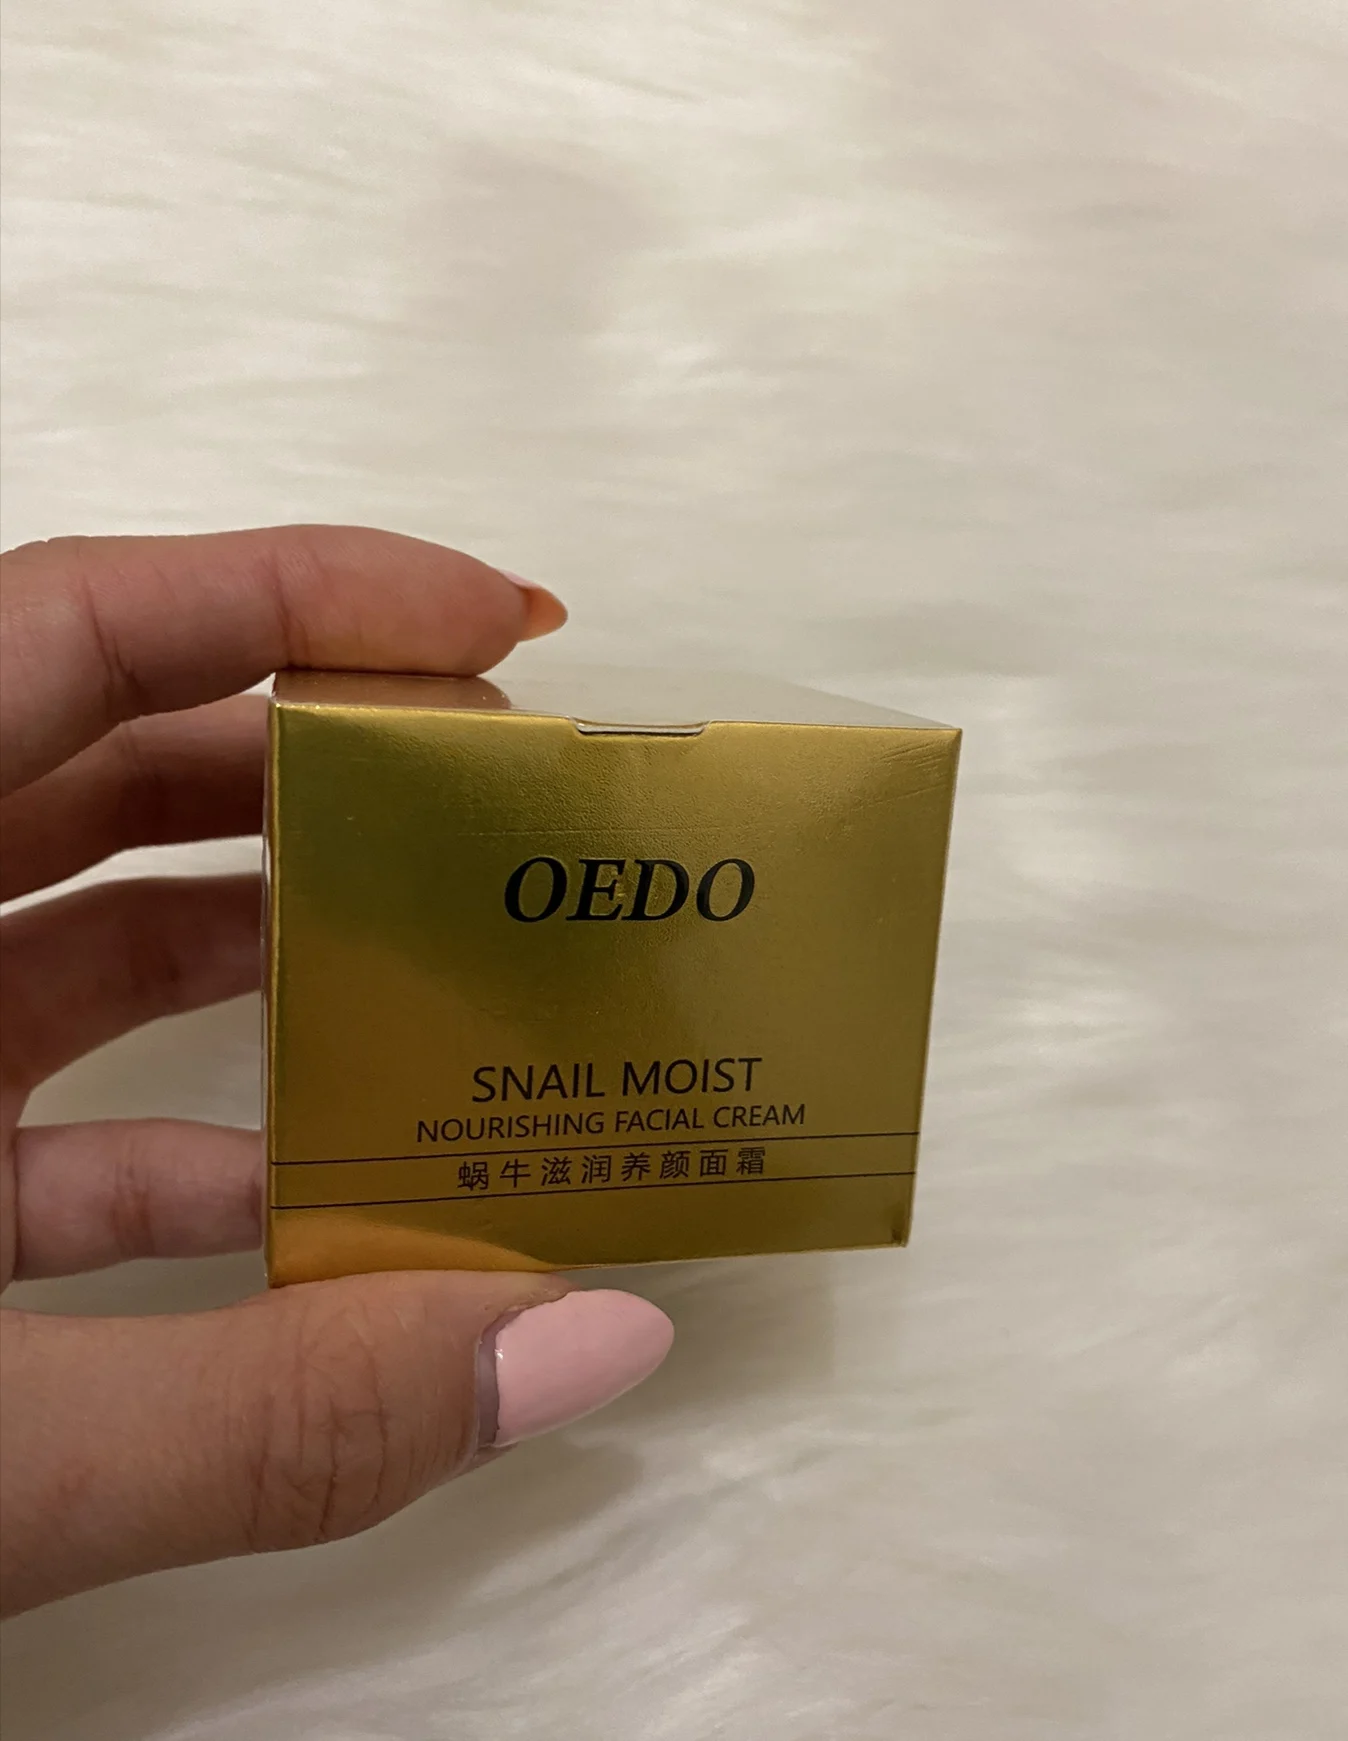 OEDO
SNAIL MOIST
NOURISHING FACIAL CREAM
蜗牛滋润养颜面霜